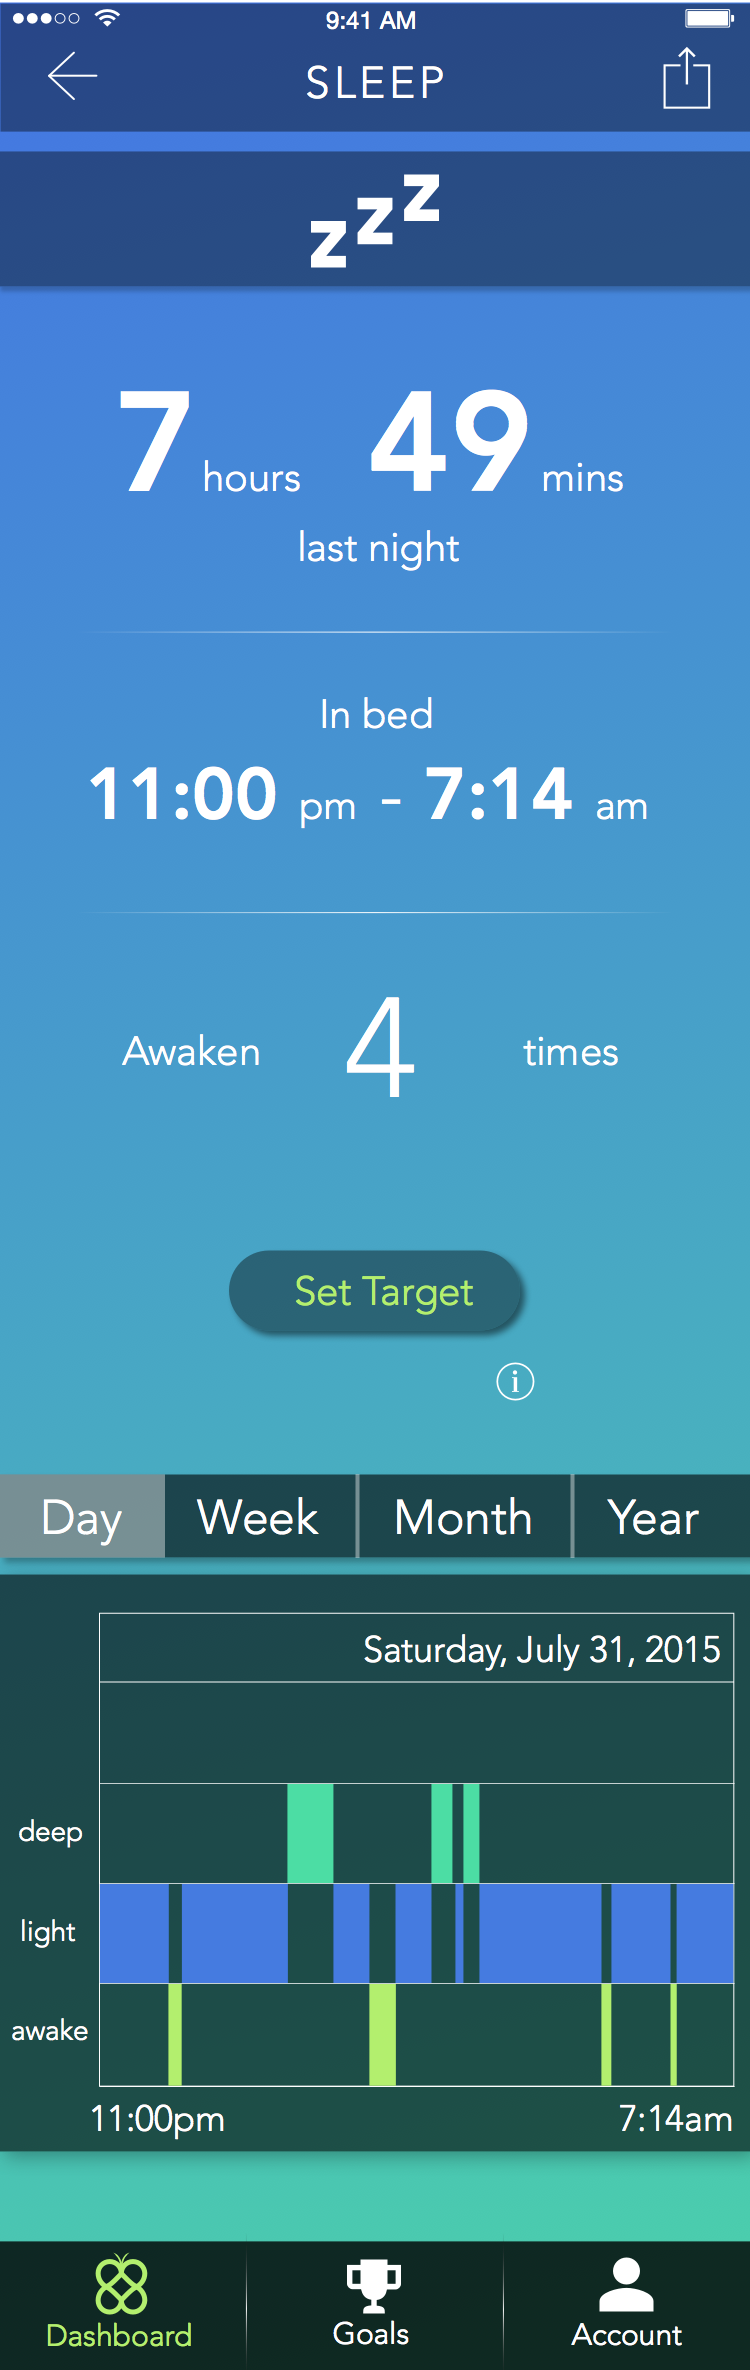 9:41 AM
SLEEP
z z z
7 hours 49 mins
last night
In bed
11:00 pm - 7:14 am
Awaken 4 times
Set Target
i
Day Week Month Year
Saturday, July 31, 2015
deep
light
awake
11:00pm 7:14am
Dashboard Goals Account